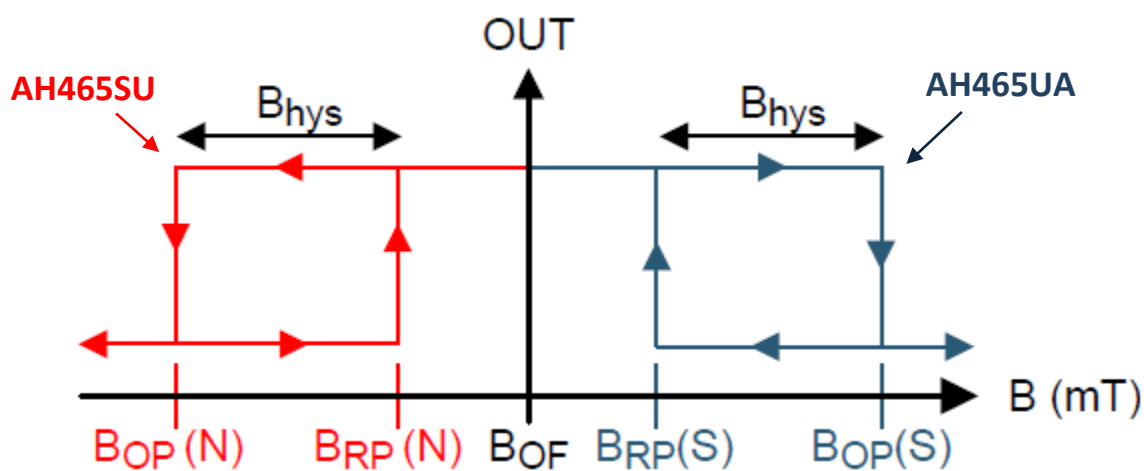 OUT
AH465SU
AH465UA
Bhys
Bhys
B (mT)
BOP (N)
BRP (N)
BOF
BRP(S)
BOP(S)